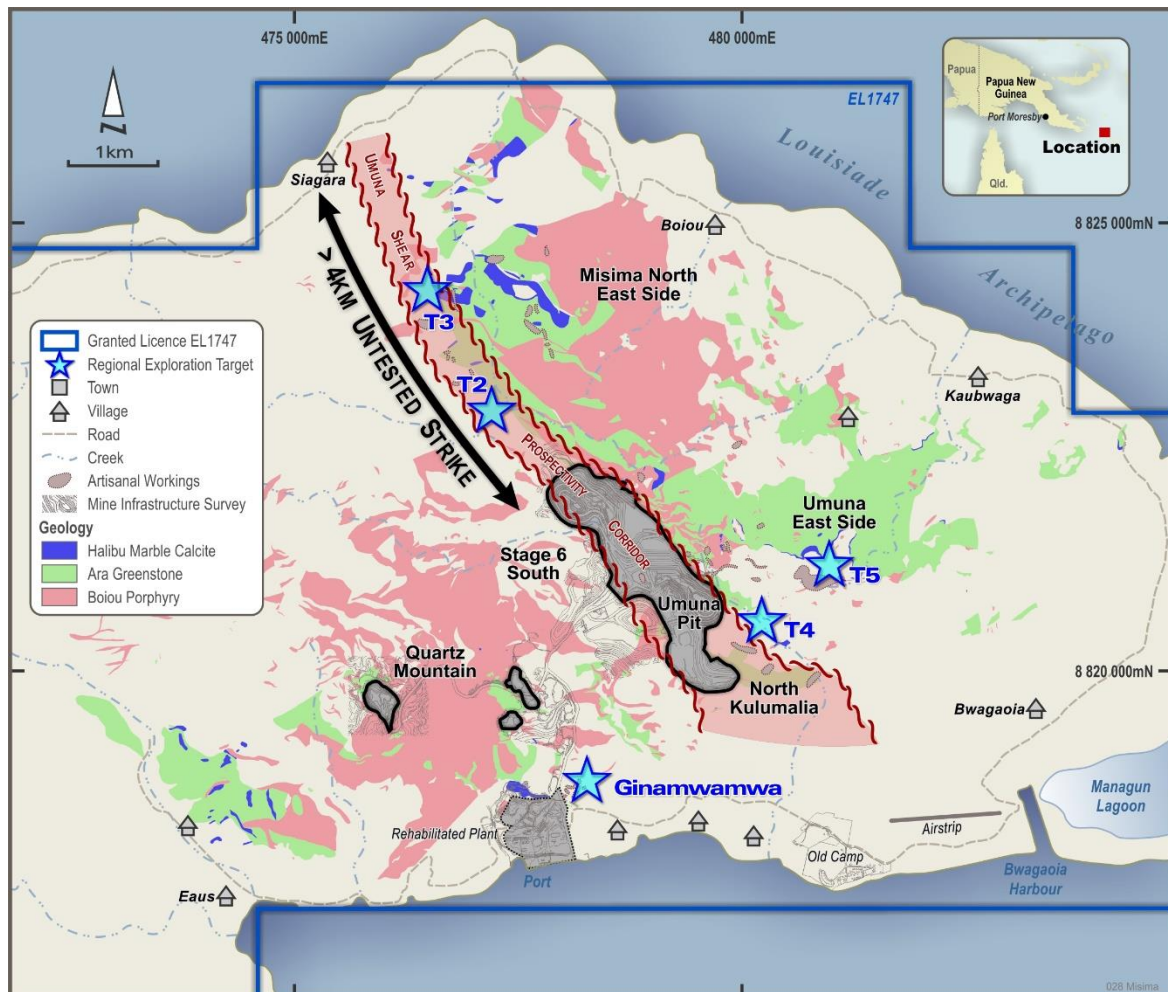 475 000mE
480 000mE
EL1747
Papua
Papua New
Guinea
Port Moresby
Location
Qld.
N
1km
Siagara
UMUNA
SHEAR
Louisiade
Archipelago
8 825 000mN
Boiou
Misima North
East Side
T3
> 4KM UNTESTED STRIKE
T2
Kaubwaga
PROSPECTIVITY
CORRIDOR
Granted Licence EL1747
Regional Exploration Target
Town
Village
Road
Creek
Artisanal Workings
Mine Infrastructure Survey
Geology
Halibu Marble Calcite
Ara Greenstone
Boiou Porphyry
Umuna
East Side
Stage 6
South
T5
Umuna
Pit
T4
Quartz
Mountain
8 820 000mN
North
Kulumalia
Bwagaoia
Ginamwamwa
Managun
Lagoon
Rehabilitated Plant
Airstrip
Old Camp
Port
Bwagaoia
Harbour
Eaus
028 Misima